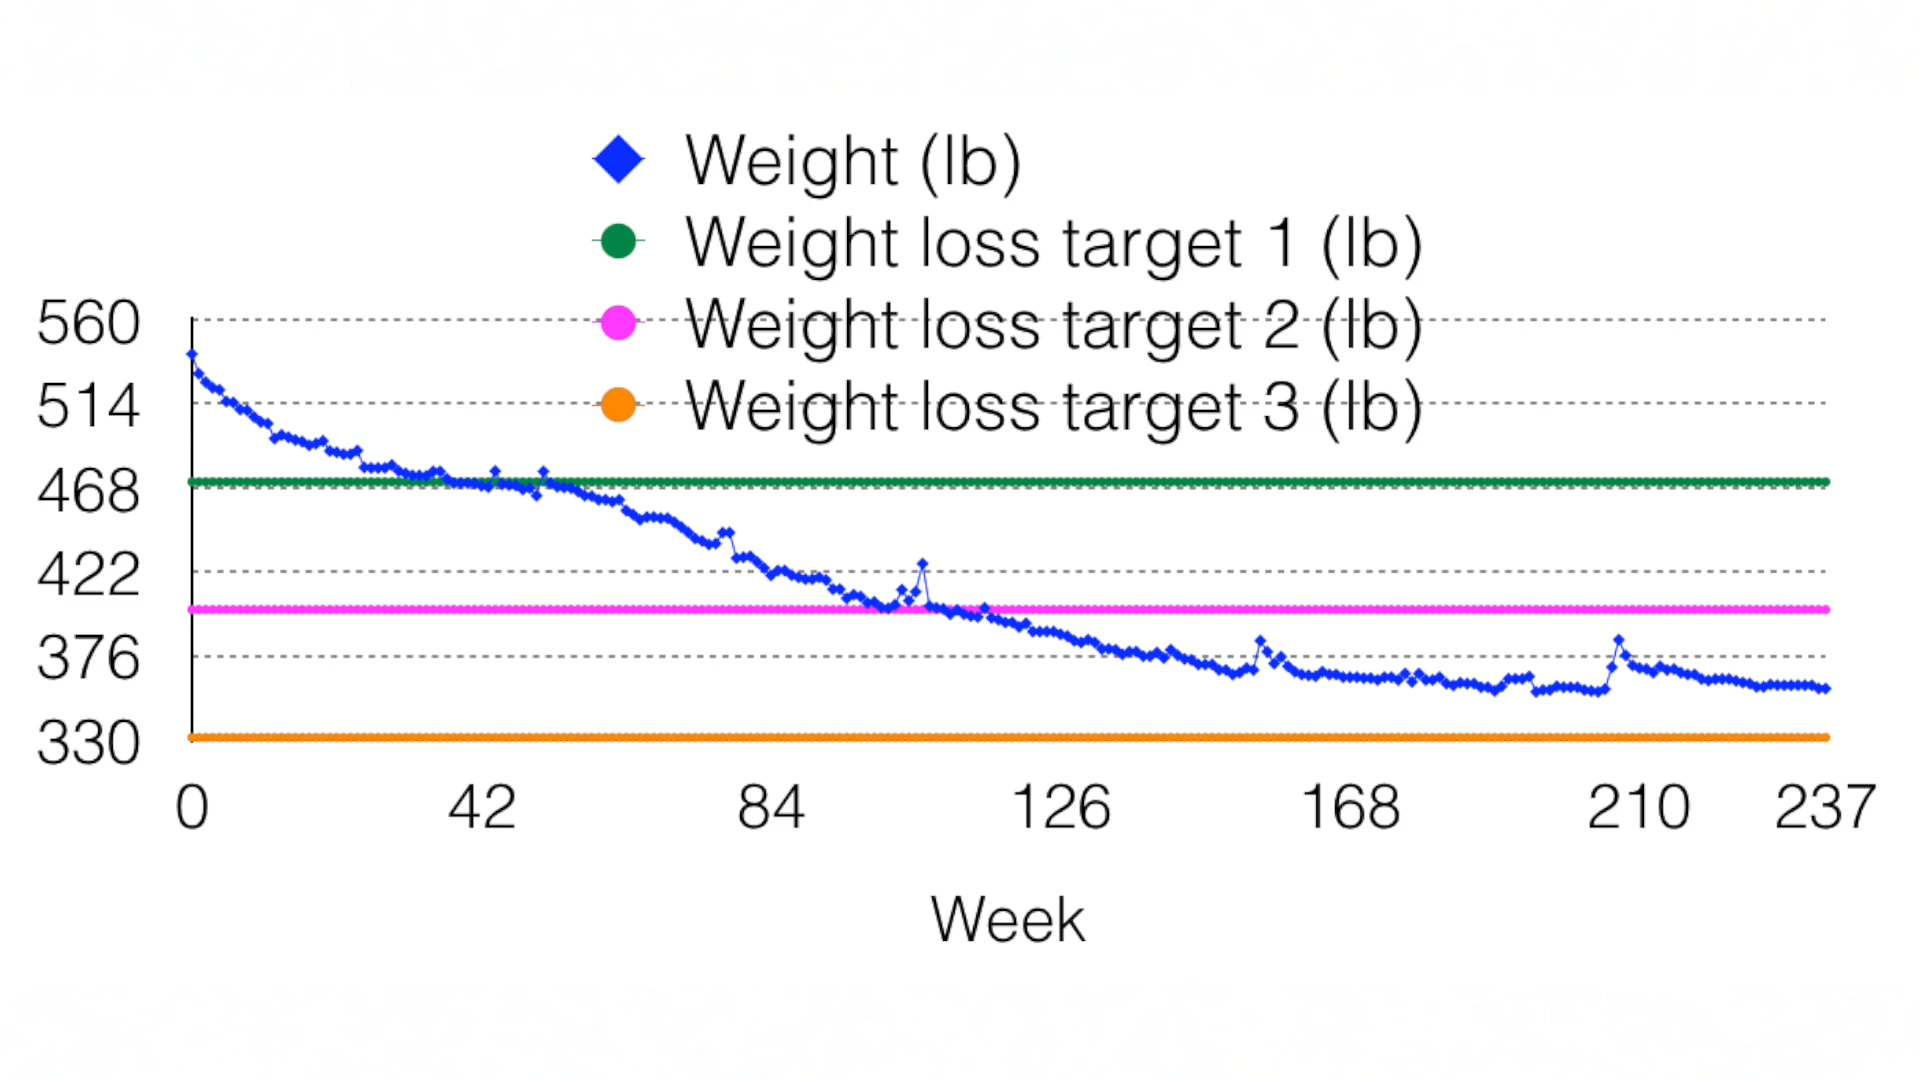 Weight (lb)
Weight loss target 1 (lb)
Weight loss target 2 (lb)
Weight loss target 3 (lb)
560
514
468
422
376
330
0 42 84 126 168 210 237
Week